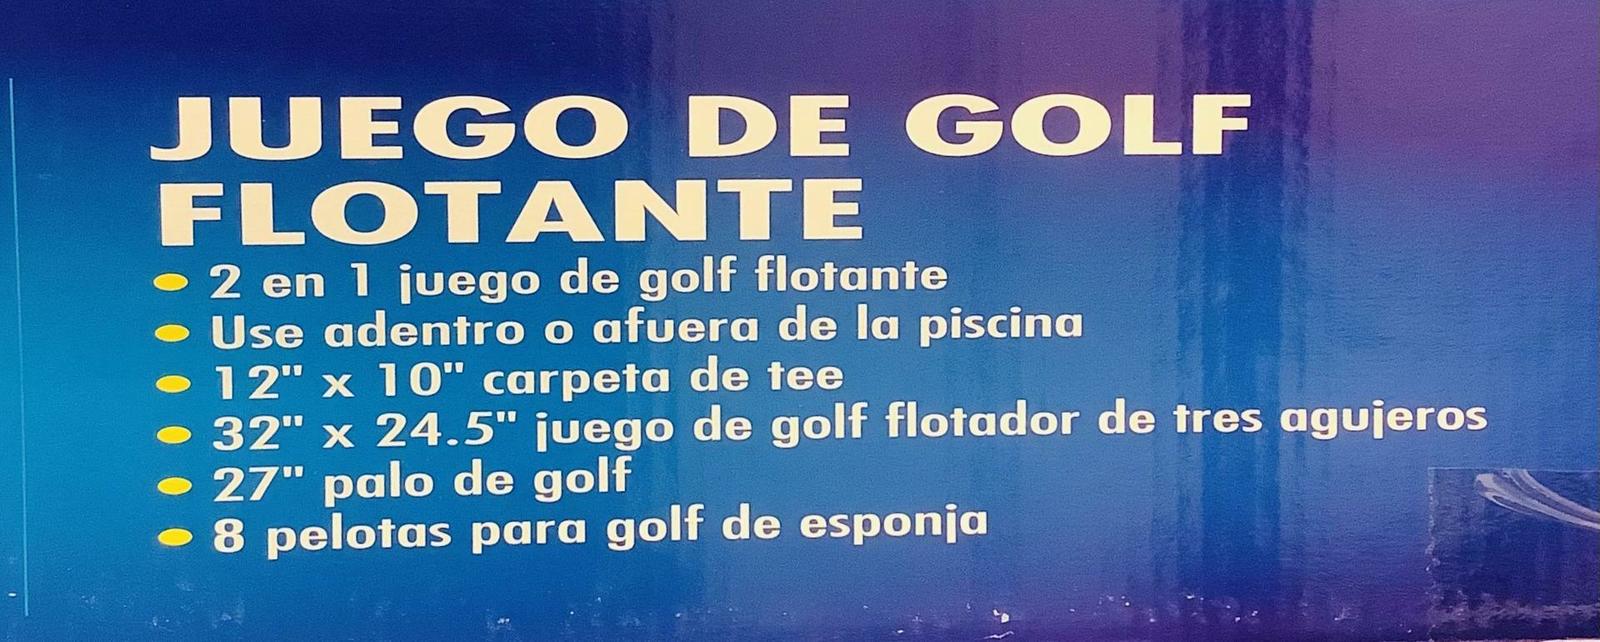 JUEGO DE GOLF
FLOTANTE
2 en 1 juego de golf flotante
Use adentro o afuera de la piscina
12" x 10" carpeta de tee
32" x 24.5" juego de golf flotador de tres agujeros
27" palo de golf
8 pelotas para golf de esponja